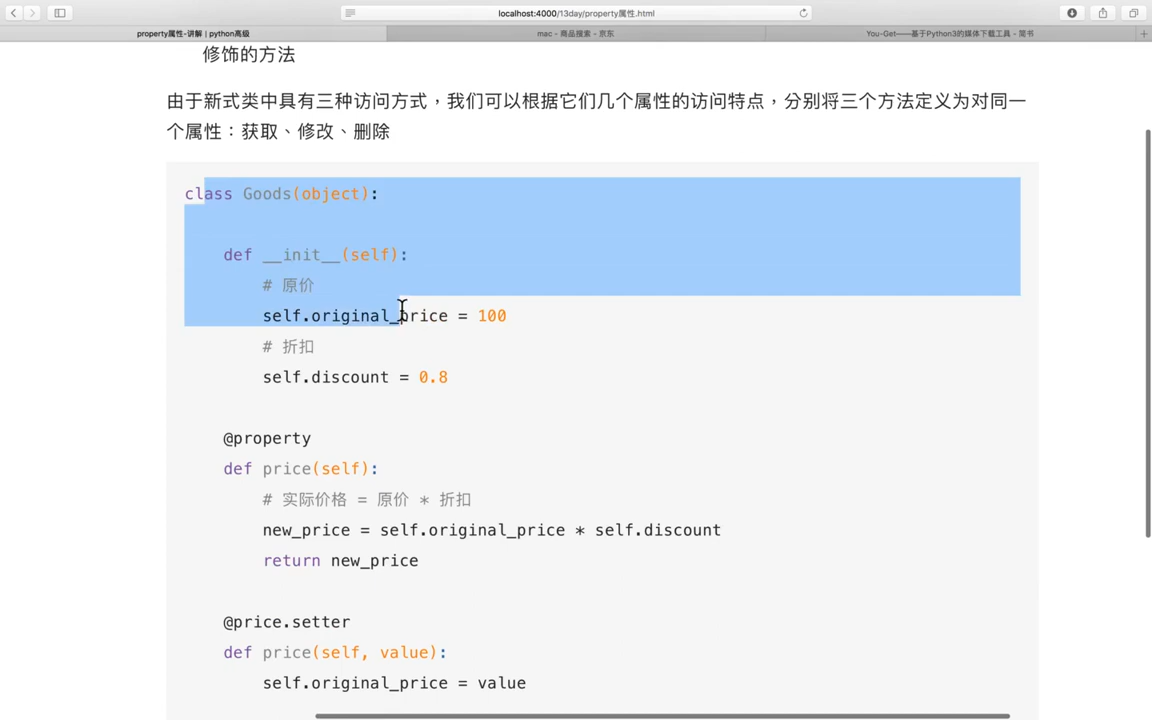 localhost:4000/13day/property属性.html
property属性-讲解 | python高级
mac - 商品搜索 - 京东
You-Get——基于Python3的媒体下载工具 - 简书
修饰的方法
由于新式类中具有三种访问方式，我们可以根据它们几个属性的访问特点，分别将三个方法定义为对同一
个属性：获取、修改、删除
class Goods(object):
def __init__(self):
# 原价
self.original_price = 100
# 折扣
self.discount = 0.8
@property
def price(self):
# 实际价格 = 原价 * 折扣
new_price = self.original_price * self.discount
return new_price
@price.setter
def price(self, value):
self.original_price = value